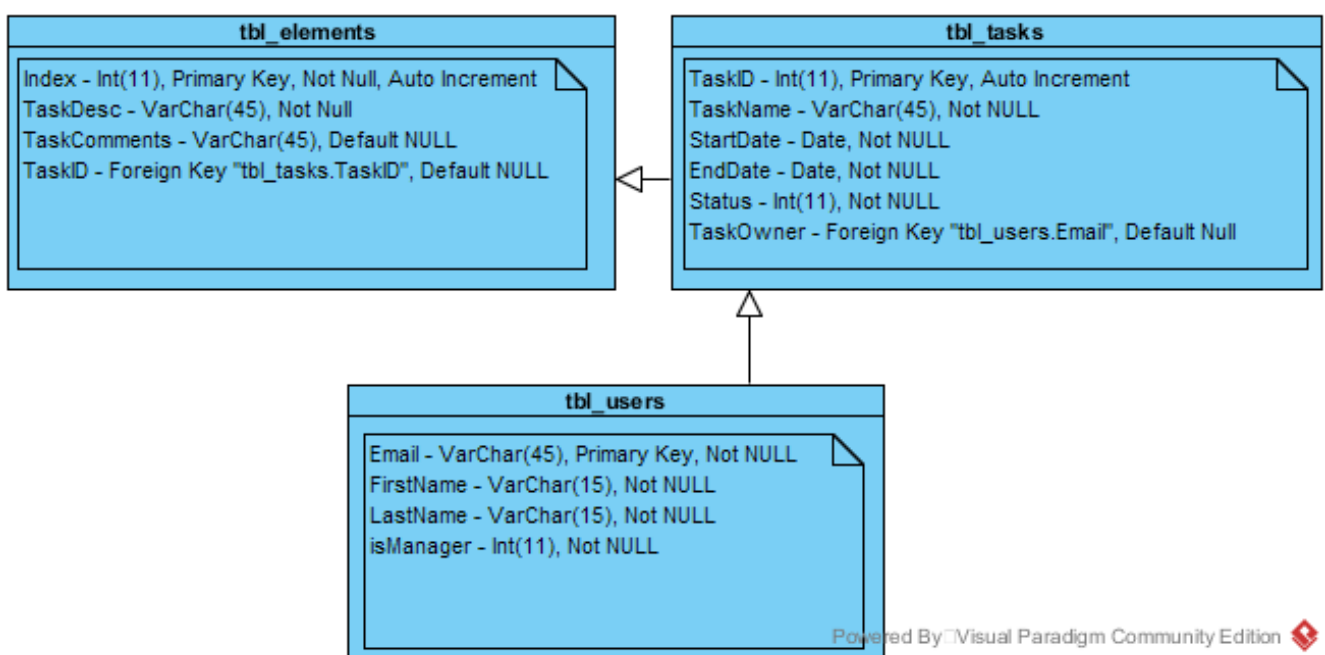 tbl_elements
Index - Int(11), Primary Key, Not Null, Auto Increment
TaskDesc - VarChar(45), Not Null
TaskComments - VarChar(45), Default NULL
TaskID - Foreign Key "tbl_tasks.TaskID", Default NULL
tbl_tasks
TaskID - Int(11), Primary Key, Auto Increment
TaskName - VarChar(45), Not NULL
StartDate - Date, Not NULL
EndDate - Date, Not NULL
Status - Int(11), Not NULL
TaskOwner - Foreign Key "tbl_users.Email", Default Null
tbl_users
Email - VarChar(45), Primary Key, Not NULL
FirstName - VarChar(15), Not NULL
LastName - VarChar(15), Not NULL
isManager - Int(11), Not NULL
Powered By Visual Paradigm Community Edition